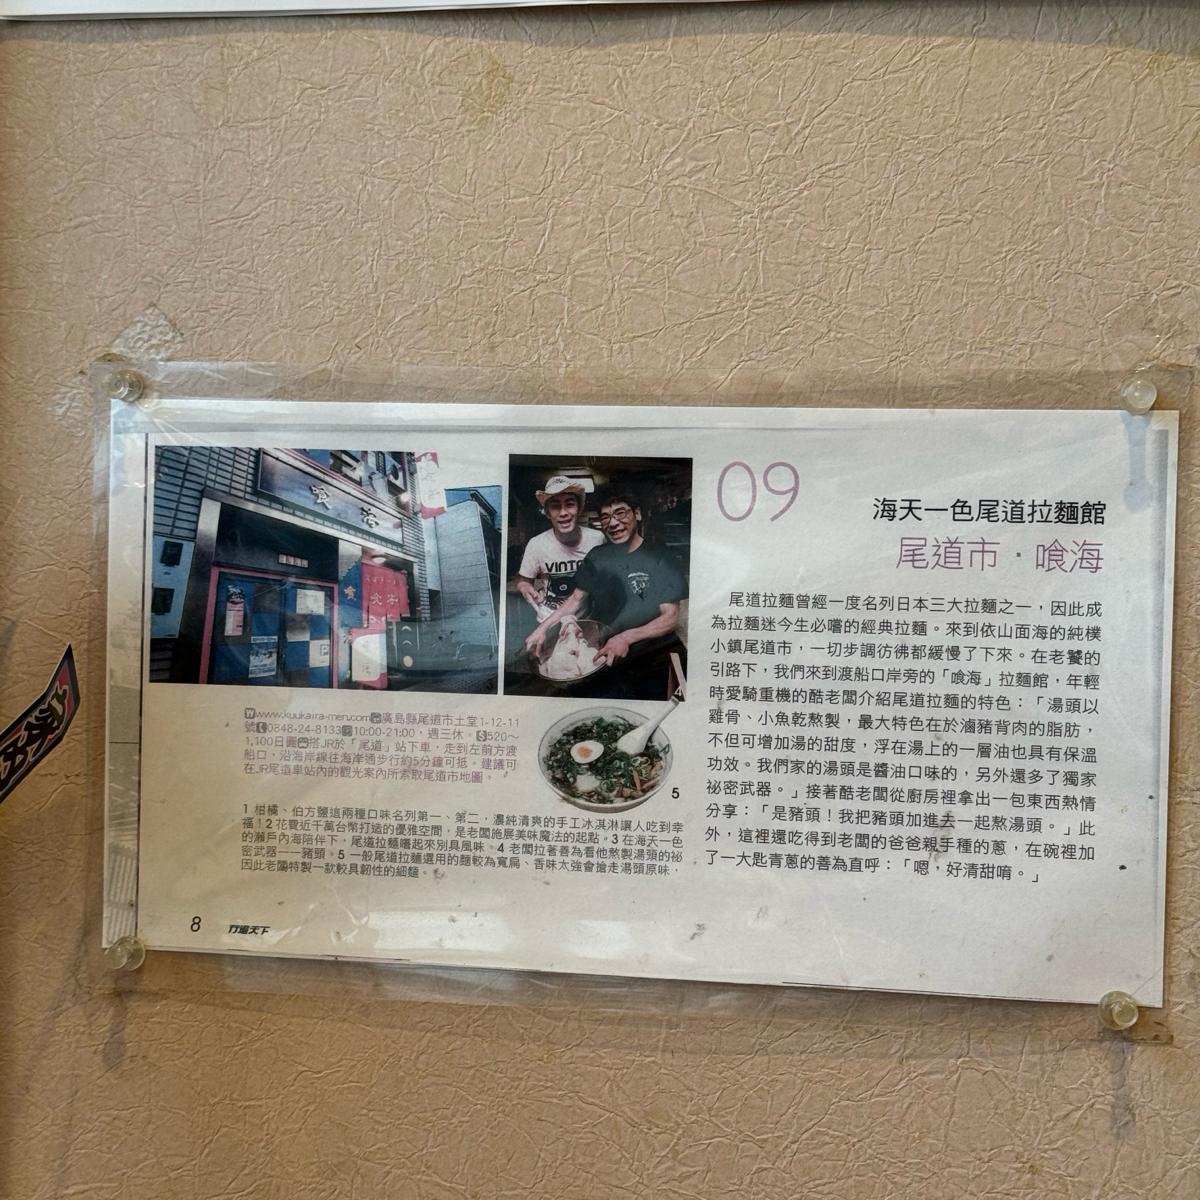 喰海
VINTA
09
海天一色尾道拉麵館
尾道市・喰海
尾道拉麵曾經一度名列日本三大拉麵之一，因此成
為拉麵迷今生必嚐的經典拉麵。來到依山面海的純樸
小鎮尾道市，一切步調彷彿都緩慢了下來。在老饕的
引路下，我們來到渡船口岸旁的「喰海」拉麵館，年輕
時愛騎重機的酷老闆介紹尾道拉麵的特色：「湯頭以
雞骨、小魚乾熬製，最大特色在於滷豬背肉的脂肪，
不但可增加湯的甜度，浮在湯上的一層油也具有保溫
功效。我們家的湯頭是醬油口味的，另外還多了獨家
祕密武器。」接著酷老闆從廚房裡拿出一包東西熱情
分享：「是豬頭！我把豬頭加進去一起熬湯頭。」此
外，這裡還吃得到老闆的爸爸親手種的蔥，在碗裡加
了一大匙青蔥的善為直呼：「嗯，好清甜唷。」
3
4
www.kuukaira-men.com 廣島縣尾道市土堂1-12-11
號 0848-24-8133 10:00-21:00，週三休。 $520～
1,100日圓 搭JR於「尾道」站下車，走到左前方渡
船口，沿海岸線往海岸通步行約5分鐘可抵。建議可
在JR尾道車站內的觀光案內所索取尾道市地圖。
5
1 柑橘、伯方鹽這兩種口味名列第一、第二，濃純清爽的手工冰淇淋讓人吃到幸
福！2 花費近千萬台幣打造的優雅空間，是老闆施展美味魔法的起點。3 在海天一色
的瀨戶內海陪伴下，尾道拉麵嚐起來別具風味。4 老闆拉著善為看他熬製湯頭的祕
密武器——豬頭。5 一般尾道拉麵選用的麵較為寬扁、香味太強會搶走湯頭原味，
因此老闆特製一款較具韌性的細麵。
8 行遍天下